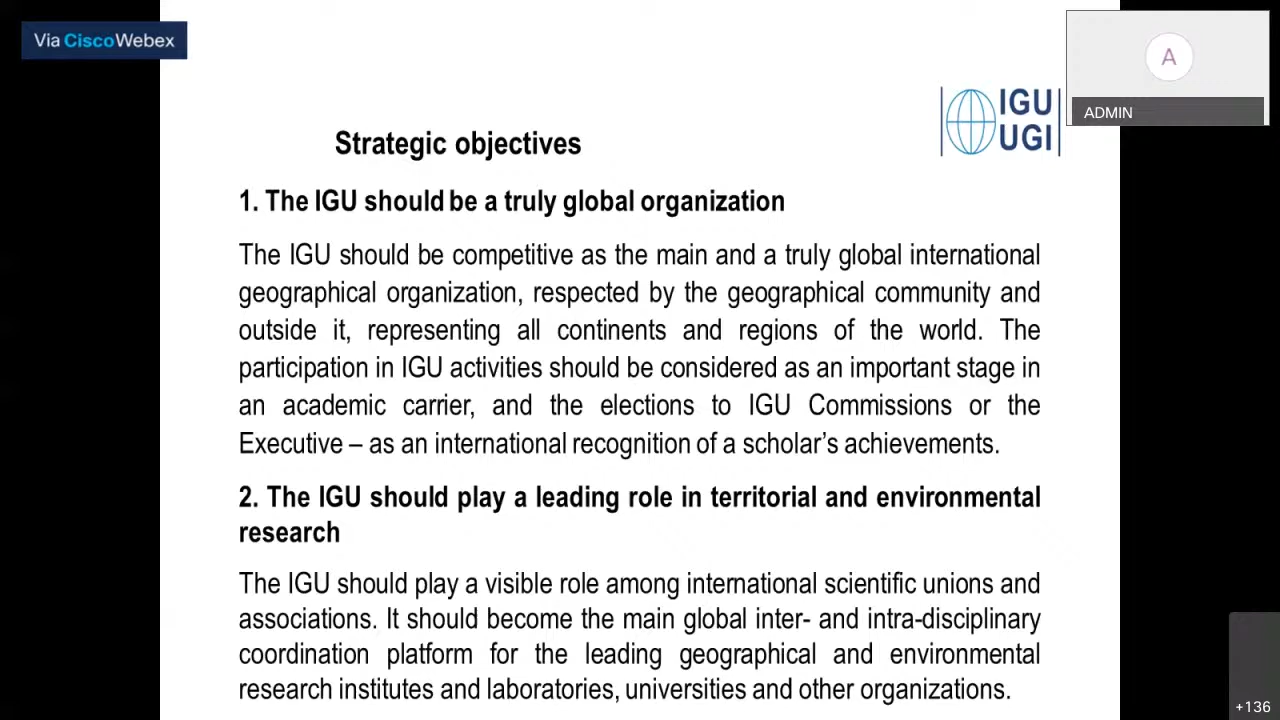 Via CiscoWebex
A
ADMIN
IGU
UGI
Strategic objectives
1. The IGU should be a truly global organization
The IGU should be competitive as the main and a truly global international
geographical organization, respected by the geographical community and
outside it, representing all continents and regions of the world. The
participation in IGU activities should be considered as an important stage in
an academic carrier, and the elections to IGU Commissions or the
Executive – as an international recognition of a scholar’s achievements.
2. The IGU should play a leading role in territorial and environmental
research
The IGU should play a visible role among international scientific unions and
associations. It should become the main global inter- and intra-disciplinary
coordination platform for the leading geographical and environmental
research institutes and laboratories, universities and other organizations.
+136